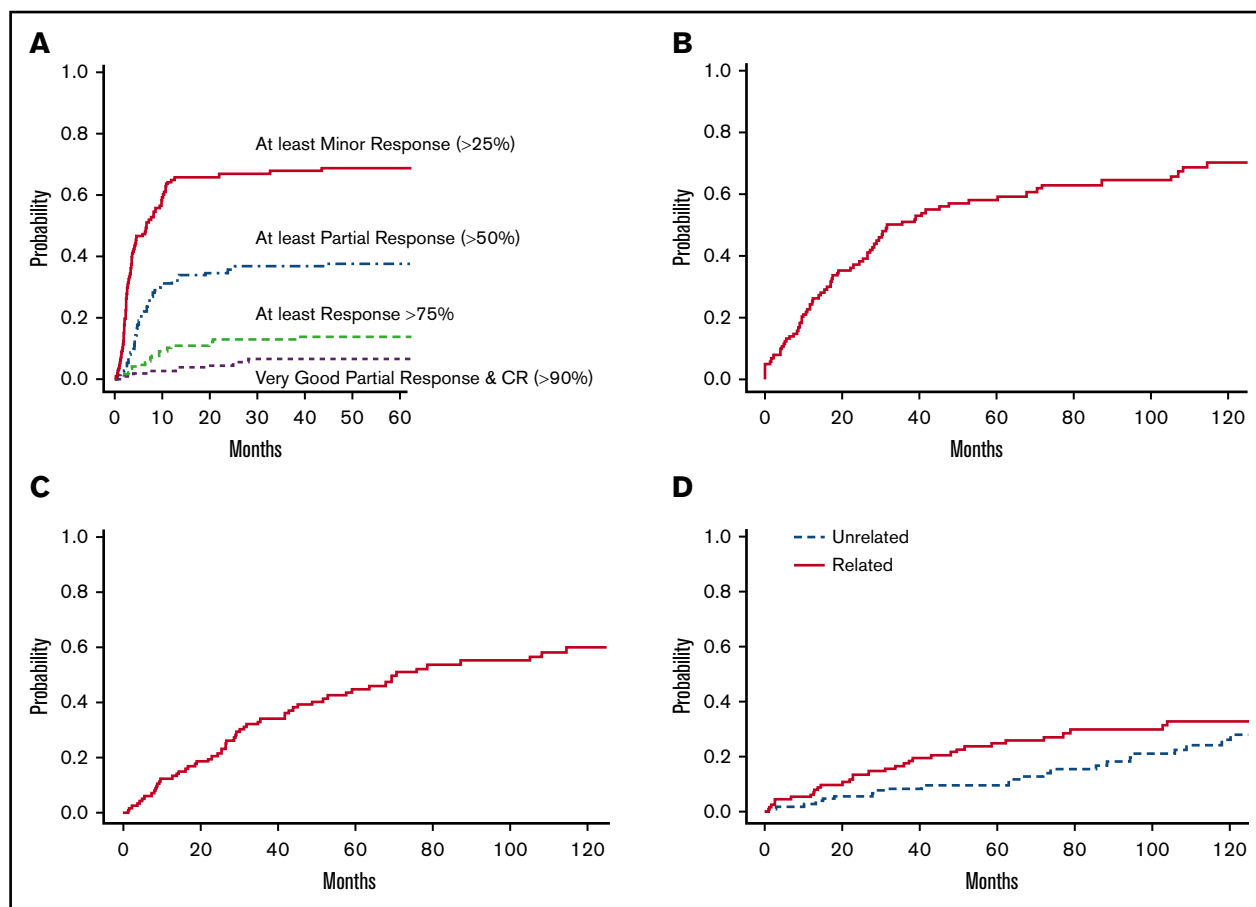 A
1.0
0.8
0.6
0.4
0.2
0.0
Probability
At least Minor Response (>25%)
At least Partial Response (>50%)
At least Response >75%
Very Good Partial Response & CR (>90%)
0 10 20 30 40 50 60
Months
B
1.0
0.8
0.6
0.4
0.2
0.0
Probability
0 20 40 60 80 100 120
Months
C
1.0
0.8
0.6
0.4
0.2
0.0
Probability
0 20 40 60 80 100 120
Months
D
1.0
0.8
0.6
0.4
0.2
0.0
Probability
Unrelated
Related
0 20 40 60 80 100 120
Months